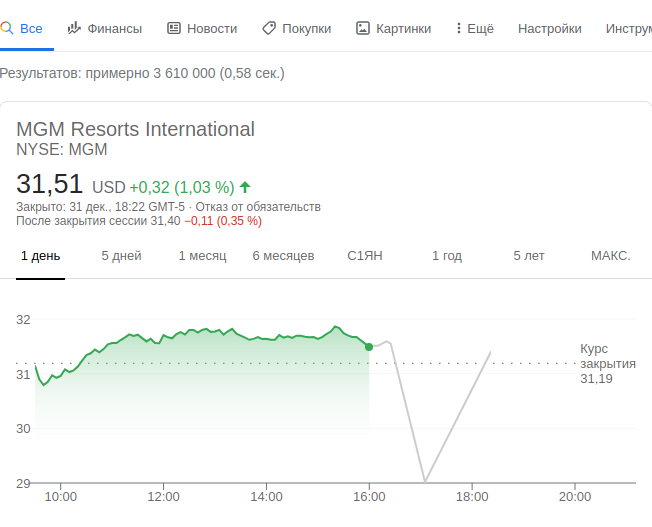 Все Финансы Новости Покупки Картинки Ещё Настройки Инструм
Результатов: примерно 3 610 000 (0,58 сек.)
MGM Resorts International
NYSE: MGM
31,51 USD +0,32 (1,03 %)
Закрыто: 31 дек., 18:22 GMT-5 · Отказ от обязательств
После закрытия сессии 31,40 −0,11 (0,35 %)
1 день 5 дней 1 месяц 6 месяцев С1ЯН 1 год 5 лет МАКС.
32
31
30
29
Курс
закрытия
31,19
10:00 12:00 14:00 16:00 18:00 20:00